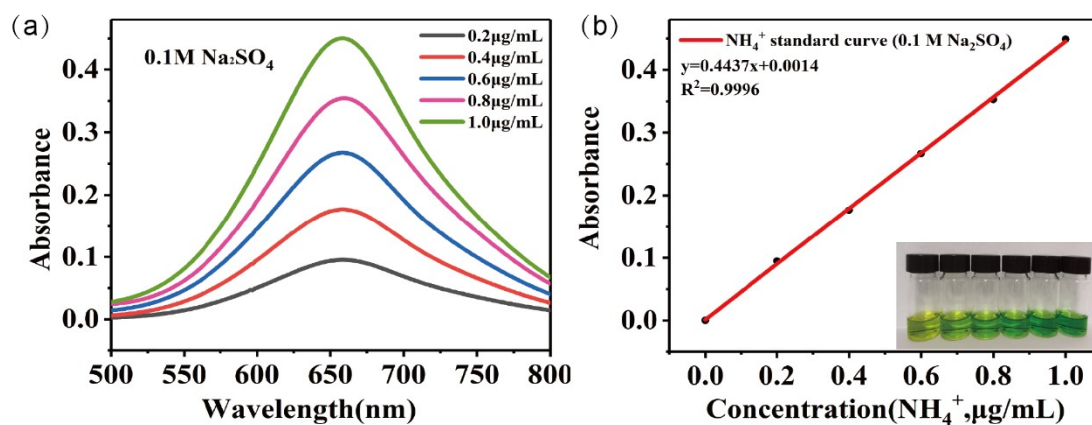 (a)
0.1M Na₂SO₄
0.2μg/mL
0.4μg/mL
0.6μg/mL
0.8μg/mL
1.0μg/mL
Absorbance
0.4
0.3
0.2
0.1
0.0
500 550 600 650 700 750 800
Wavelength(nm)
(b)
NH₄⁺ standard curve (0.1 M Na₂SO₄)
y=0.4437x+0.0014
R²=0.9996
Absorbance
0.4
0.3
0.2
0.1
0.0
0.0 0.2 0.4 0.6 0.8 1.0
Concentration(NH₄⁺,μg/mL)